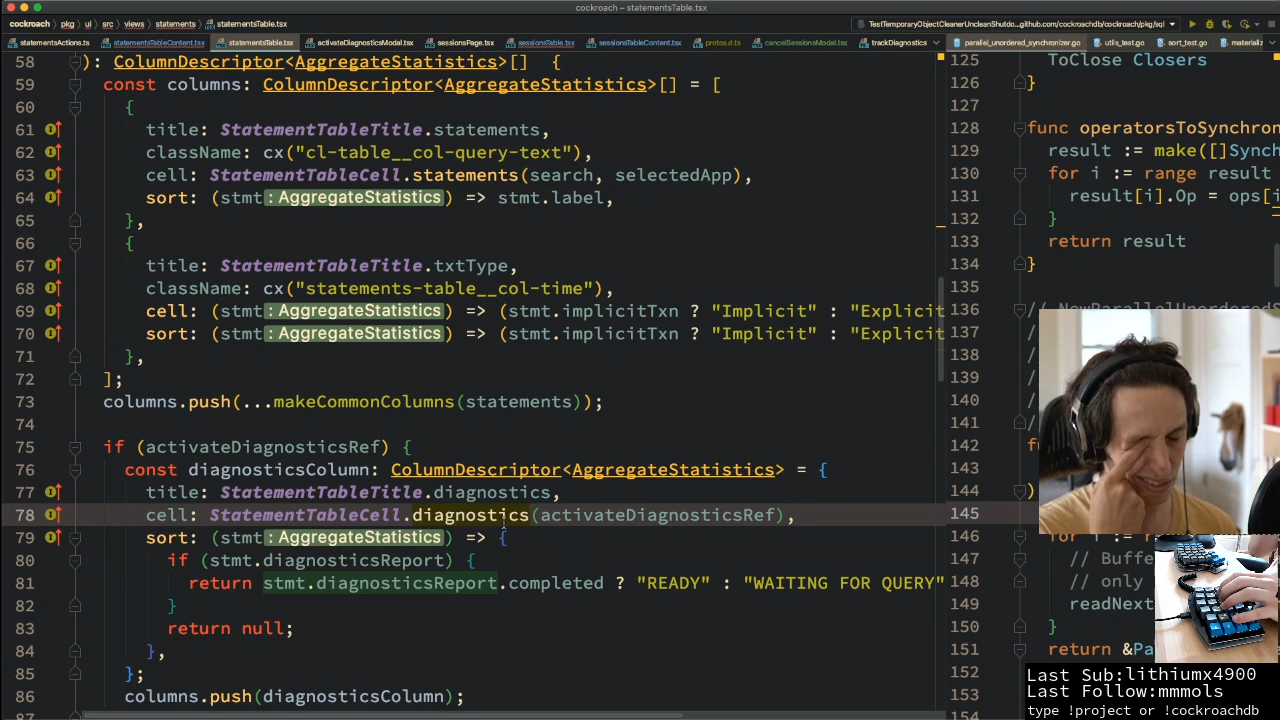 cockroach – statementsTable.tsx
cockroach pkg ui src views statements statementsTable.tsx
TestTemporaryObjectCleanerUncleanShutdo...github.com/cockroachdb/cockroach/pkg/sql
statementsActions.ts statementsTableContent.tsx statementsTable.tsx activateDiagnosticsModal.tsx sessionsPage.tsx sessionsTable.tsx sessionsTableContent.tsx protos.d.ts cancelSessionsModal.tsx trackDiagnostics
parallel_unordered_synchronizer.go utils_test.go sort_test.go materializ
58 ): ColumnDescriptor<AggregateStatistics>[] {
59 const columns: ColumnDescriptor<AggregateStatistics>[] = [
60 {
61 title: StatementTableTitle.statements,
62 className: cx("cl-table__col-query-text"),
63 cell: StatementTableCell.statements(search, selectedApp),
64 sort: (stmt : AggregateStatistics ) => stmt.label,
65 },
66 {
67 title: StatementTableTitle.txtType,
68 className: cx("statements-table__col-time"),
69 cell: (stmt : AggregateStatistics ) => (stmt.implicitTxn ? "Implicit" : "Explicit
70 sort: (stmt : AggregateStatistics ) => (stmt.implicitTxn ? "Implicit" : "Explicit
71 },
72 ];
73 columns.push(...makeCommonColumns(statements));
74
75 if (activateDiagnosticsRef) {
76 const diagnosticsColumn: ColumnDescriptor<AggregateStatistics> = {
77 title: StatementTableTitle.diagnostics,
78 cell: StatementTableCell.diagnostics(activateDiagnosticsRef),
79 sort: (stmt : AggregateStatistics ) => {
80 if (stmt.diagnosticsReport) {
81 return stmt.diagnosticsReport.completed ? "READY" : "WAITING FOR QUERY"
82 }
83 return null;
84 },
85 };
86 columns.push(diagnosticsColumn);
87
125 ToClose Closers
126 }
127
128 func operatorsToSynchron
129 result := make([]Synch
130 for i := range result
131 result[i].Op = ops[i
132 }
133 return result
134 }
135
136 // NewParallelUnorderedS
137 //
138 //
139 //
140 //
141 //
142 fu
143
144 )
145
146 for i
147 // Buffe
148 // only
149 readNext
150 }
151 return &Pa
152 }
153
154
Last Sub:lithiumx4900
Last Follow:mmmols
type !project or !cockroachdb